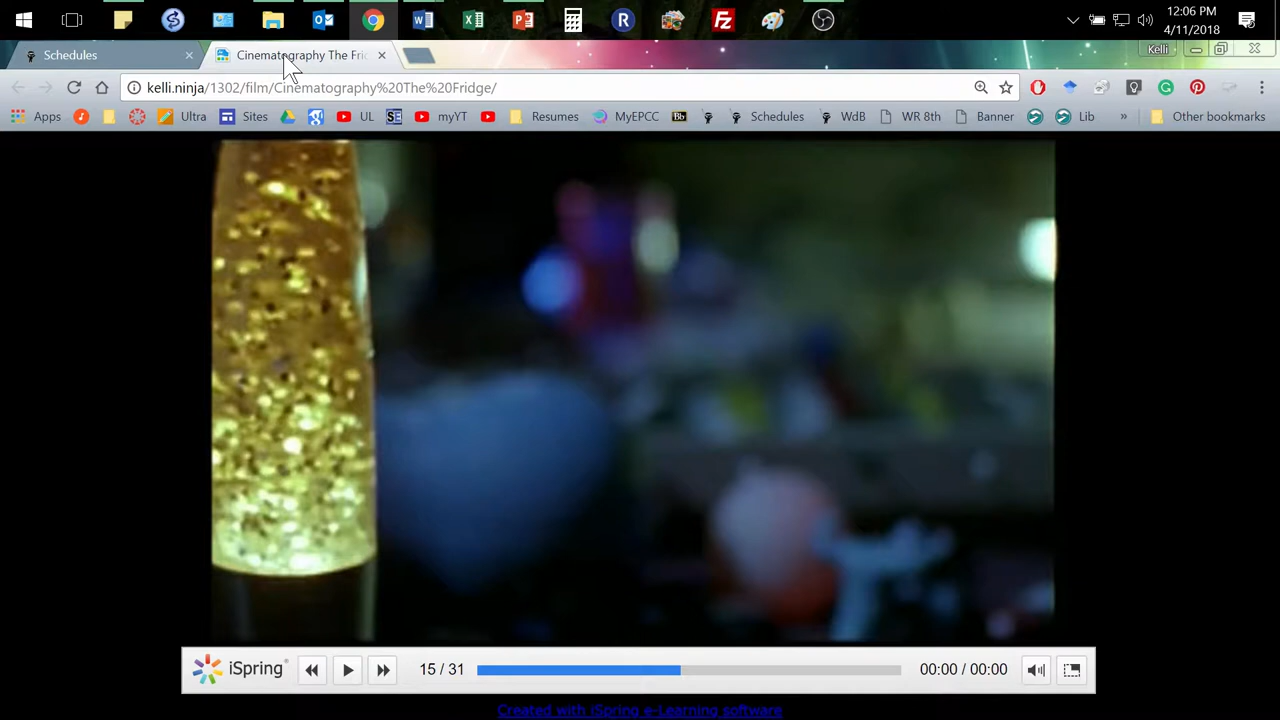 12:06 PM
4/11/2018
Schedules
Cinematography The Fri
Kelli
kelli.ninja/1302/film/Cinematography%20The%20Fridge/
Apps Ultra Sites UL SE myYT Resumes MyEPCC Bb Schedules WdB WR 8th Banner Lib » Other bookmarks
iSpring® 15 / 31 00:00 / 00:00
Created with iSpring e-Learning software